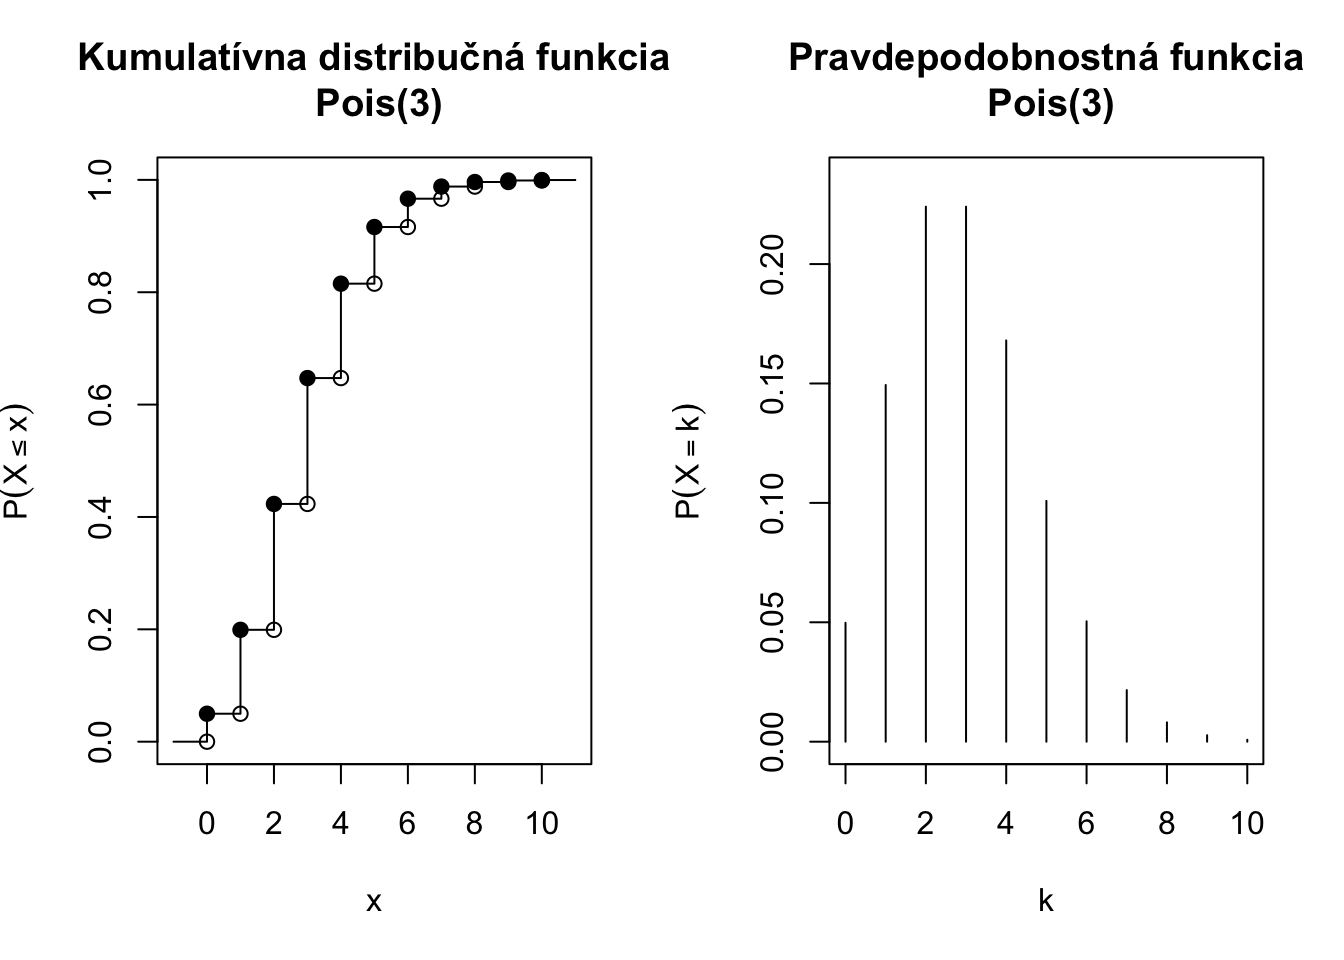 Kumulatívna distribučná funkcia
Pois(3)
P(X ≤ x)
1.0
0.8
0.6
0.4
0.2
0.0
0 2 4 6 8 10
x
Pravdepodobnostná funkcia
Pois(3)
P(X = k)
0.20
0.15
0.10
0.05
0.00
0 2 4 6 8 10
k